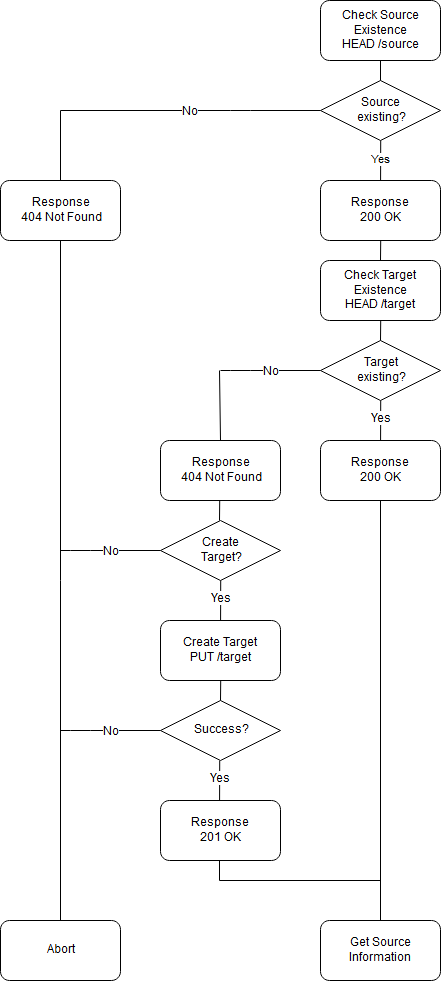 Check Source
Existence
HEAD /source
Source
existing?
No
Yes
Response
404 Not Found
Response
200 OK
Check Target
Existence
HEAD /target
Target
existing?
No
Yes
Response
404 Not Found
Response
200 OK
Create
Target?
No
Yes
Create Target
PUT /target
Success?
No
Yes
Response
201 OK
Abort
Get Source
Information